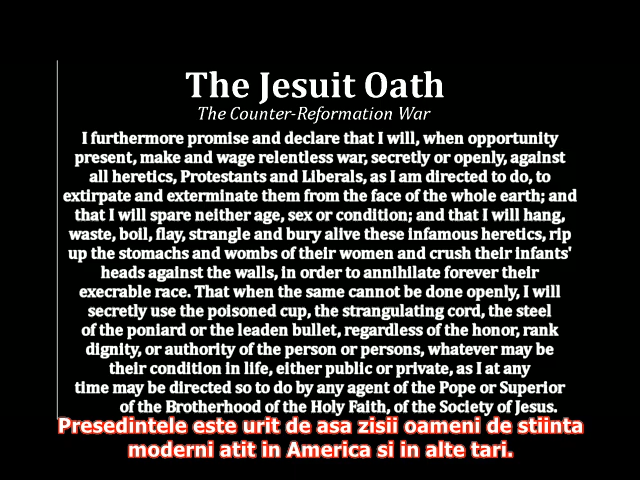 The Jesuit Oath
The Counter-Reformation War
I furthermore promise and declare that I will, when opportunity
present, make and wage relentless war, secretly or openly, against
all heretics, Protestants and Liberals, as I am directed to do, to
extirpate and exterminate them from the face of the whole earth; and
that I will spare neither age, sex or condition; and that I will hang,
waste, boil, flay, strangle and bury alive these infamous heretics, rip
up the stomachs and wombs of their women and crush their infants'
heads against the walls, in order to annihilate forever their
execrable race. That when the same cannot be done openly, I will
secretly use the poisoned cup, the strangulating cord, the steel
of the poniard or the leaden bullet, regardless of the honor, rank
dignity, or authority of the person or persons, whatever may be
their condition in life, either public or private, as I at any
time may be directed so to do by any agent of the Pope or Superior
of the Brotherhood of the Holy Faith, of the Society of Jesus.
Presedintele este urit de asa zisii oameni de stiinta
moderni atit in America si in alte tari.